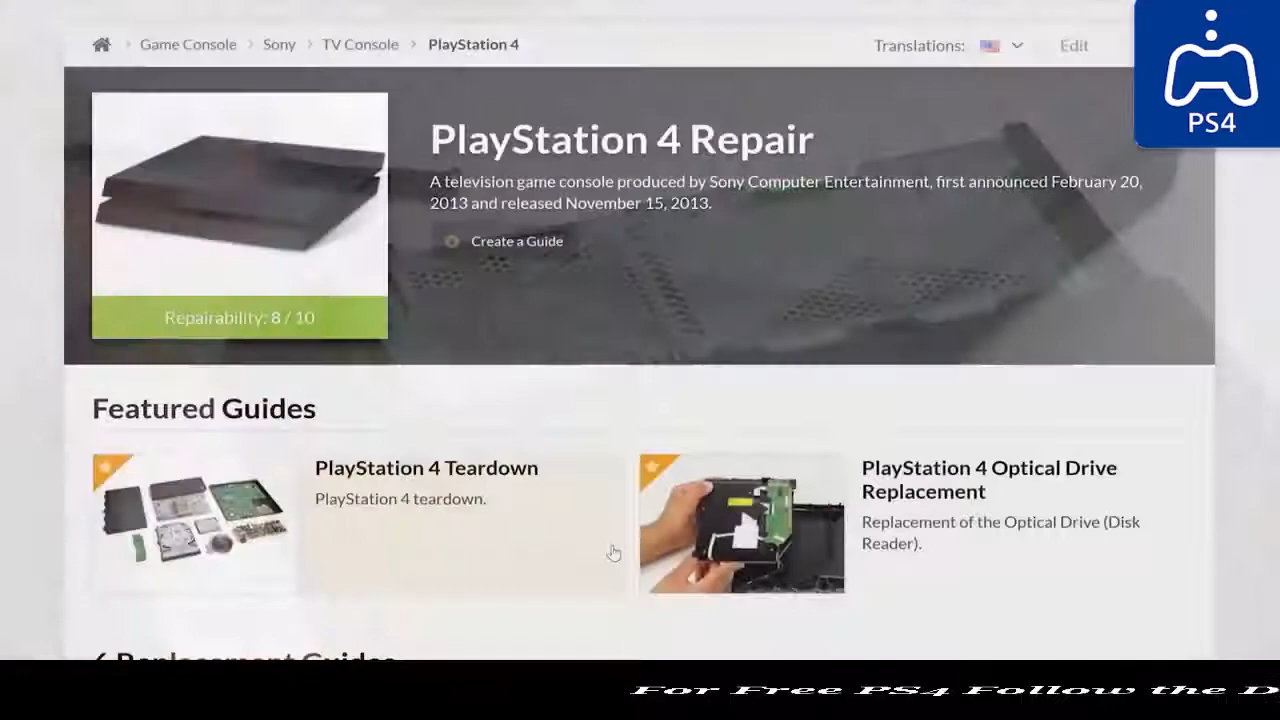 Game Console
Sony
TV Console
PlayStation 4
Translations:
Edit
PS4
PlayStation 4 Repair
A television game console produced by Sony Computer Entertainment, first announced February 20,
2013 and released November 15, 2013.
Create a Guide
Repairability: 8 / 10
Featured Guides
PlayStation 4 Teardown
PlayStation 4 teardown.
PlayStation 4 Optical Drive
Replacement
Replacement of the Optical Drive (Disk
Reader).
6 Replacement Guides
For Free PS4 Follow the D